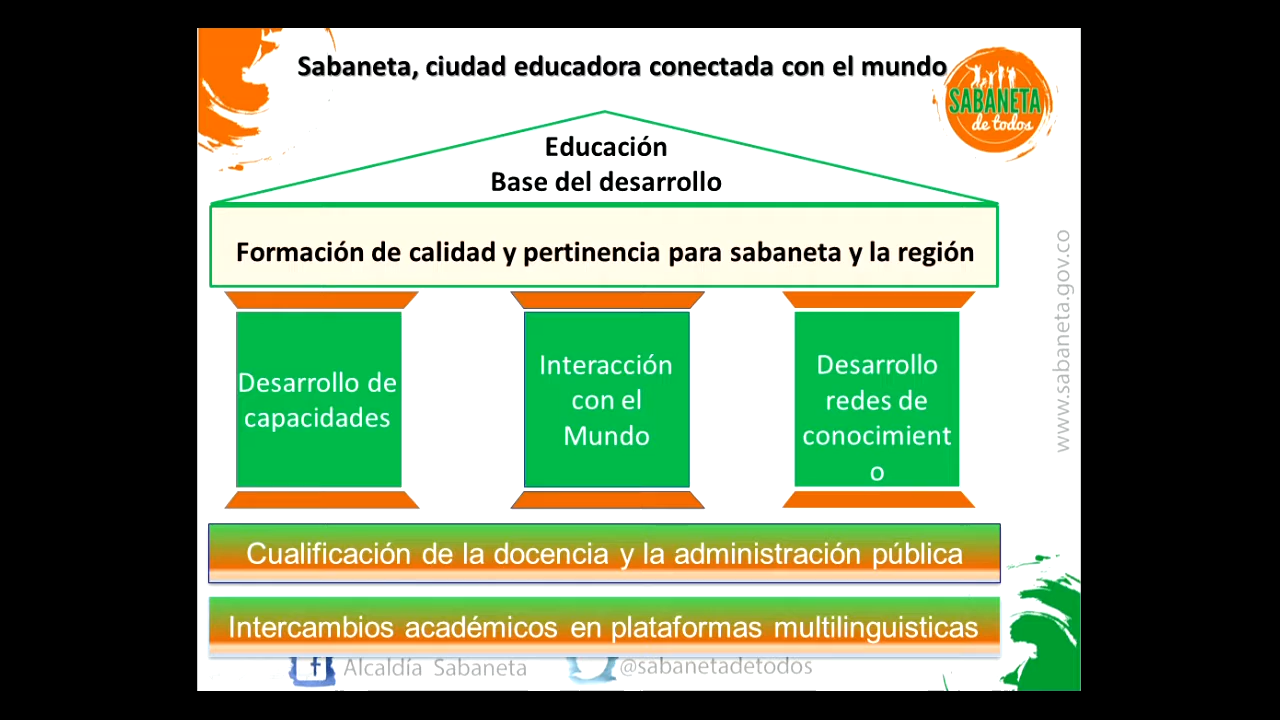 Sabaneta, ciudad educadora conectada con el mundo
SABANETA
de todos
Educación
Base del desarrollo
Formación de calidad y pertinencia para sabaneta y la región
Desarrollo de
capacidades
Interacción
con el
Mundo
Desarrollo
redes de
conocimient
o
www.sabaneta.gov.co
Cualificación de la docencia y la administración pública
Intercambios académicos en plataformas multilinguisticas
f Alcaldía Sabaneta
@sabanetadetodos